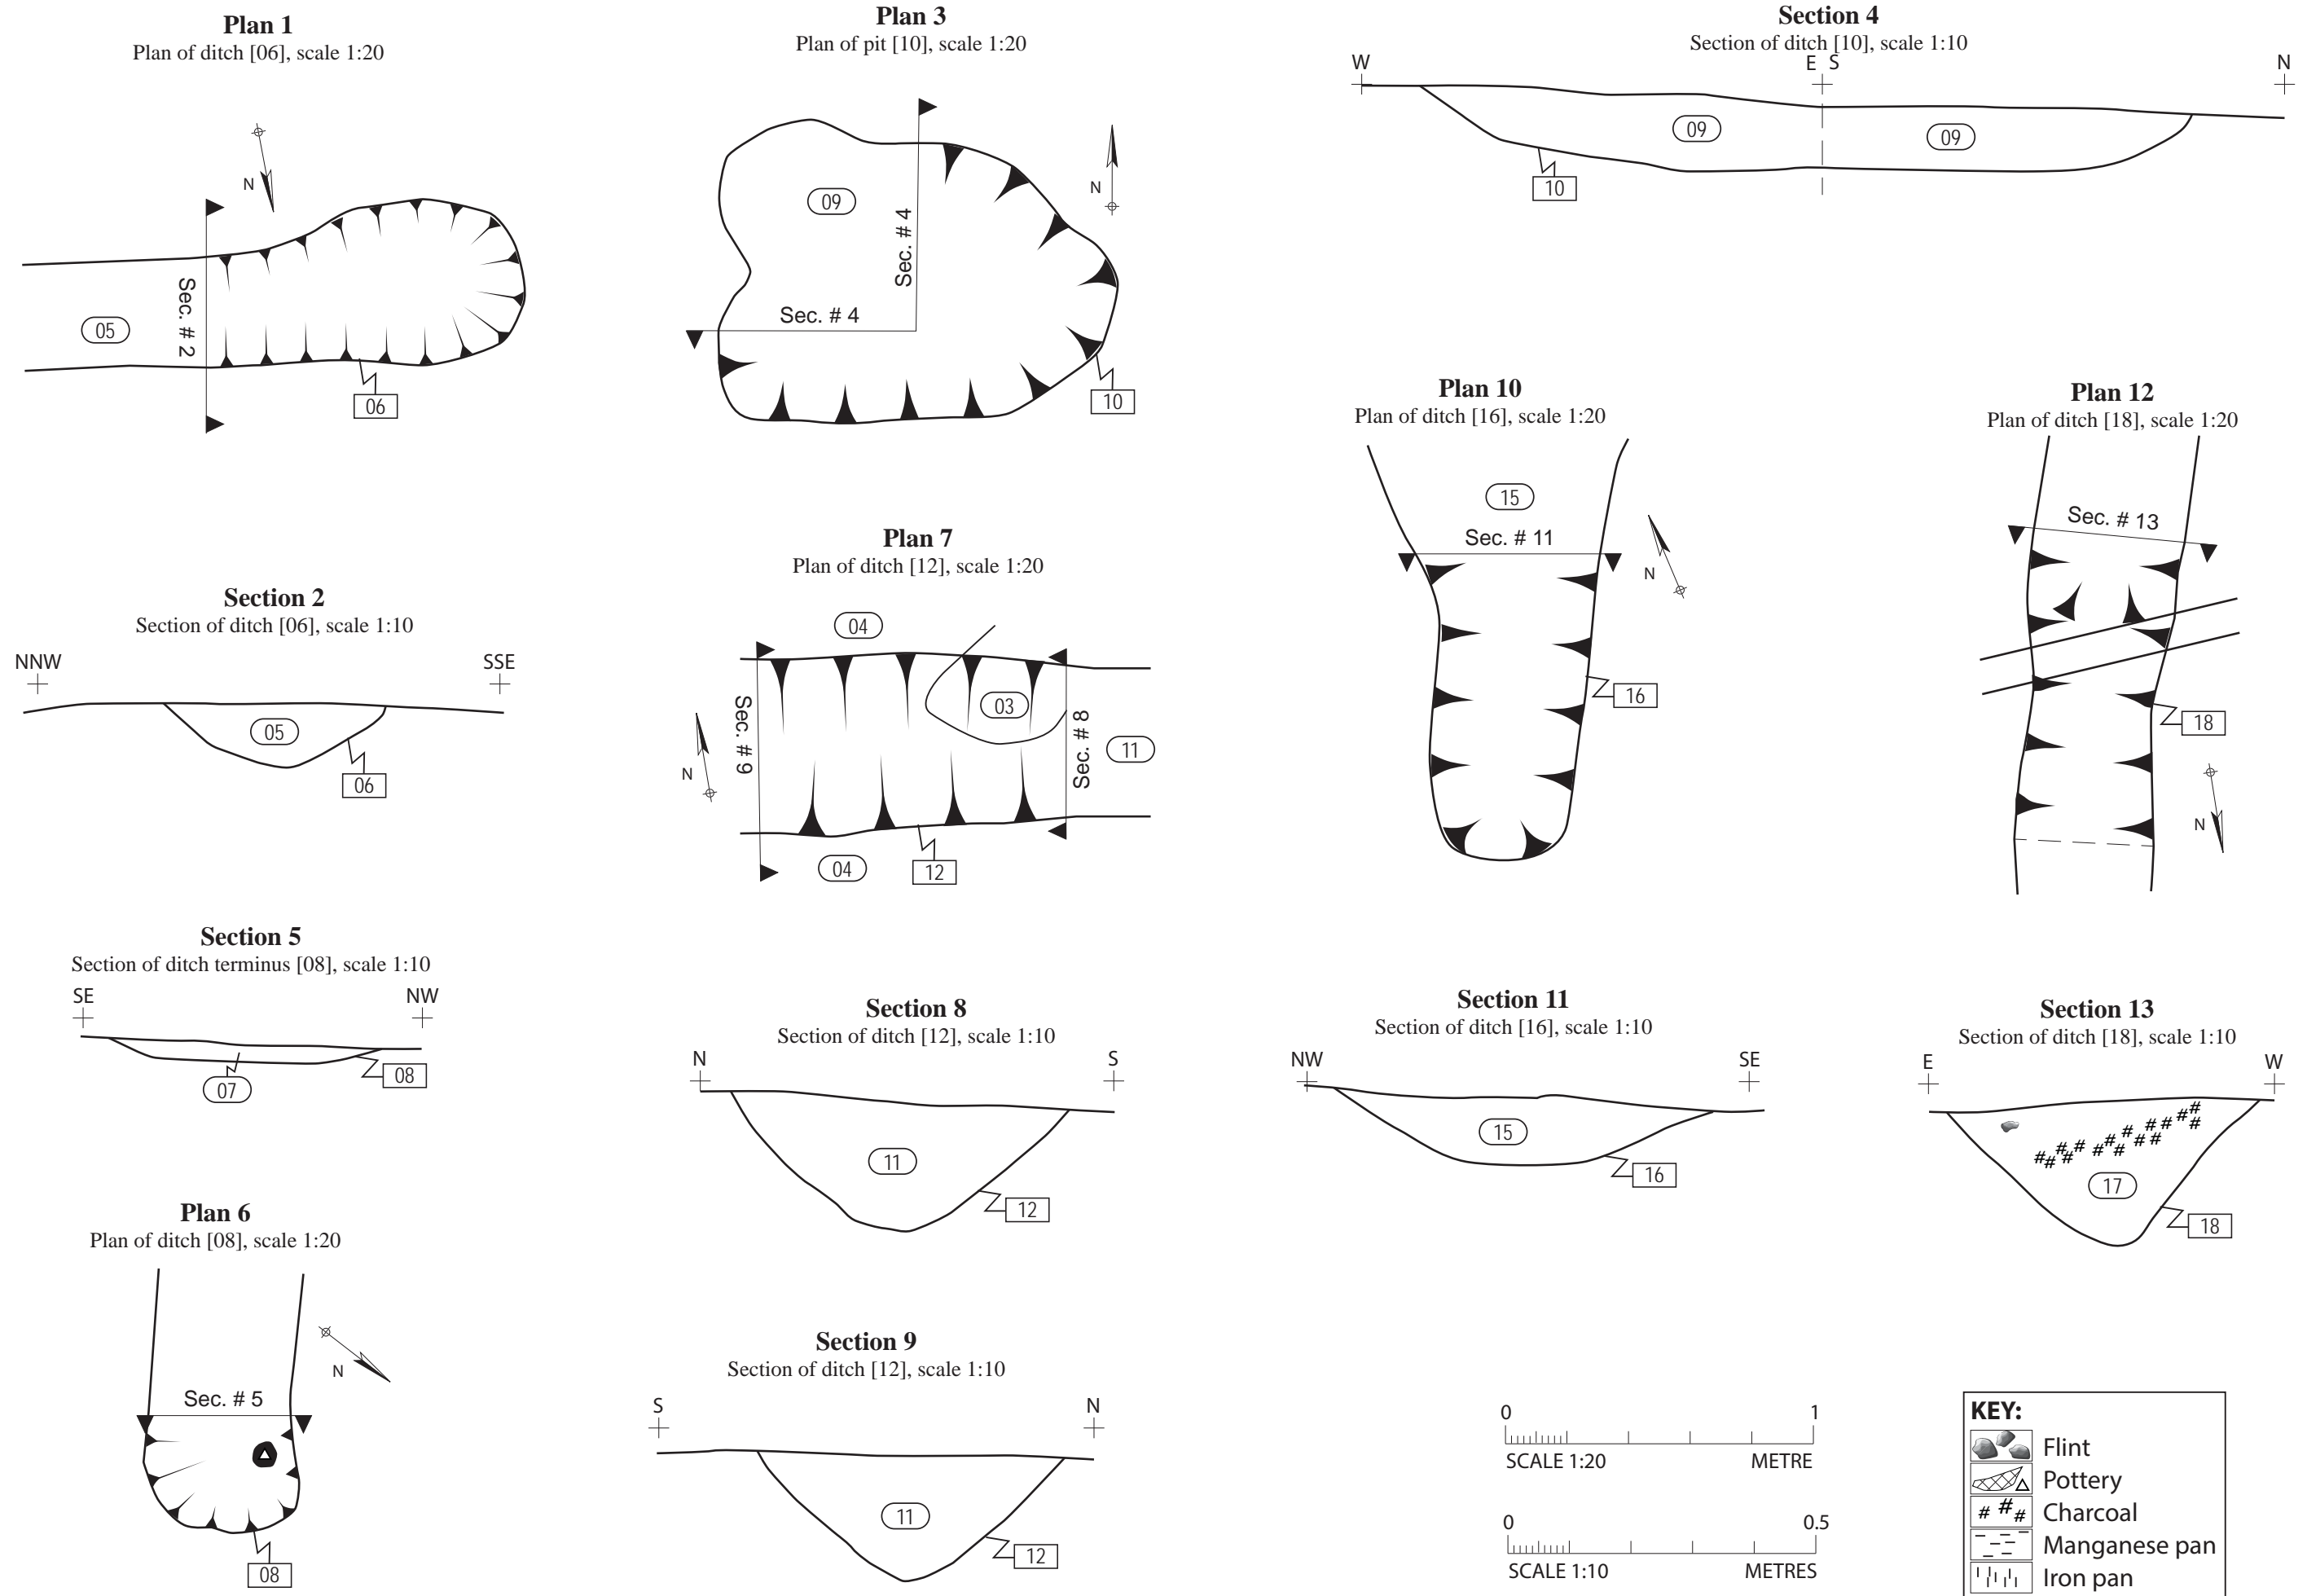 Plan 1
Plan of ditch [06], scale 1:20
N
Sec. # 2
05
06
Plan 3
Plan of pit [10], scale 1:20
09
Sec. # 4
Sec. # 4
N
10
Section 4
Section of ditch [10], scale 1:10
W
E S
N
09
09
10
Section 2
Section of ditch [06], scale 1:10
NNW
SSE
05
06
Plan 7
Plan of ditch [12], scale 1:20
04
Sec. # 9
N
03
Sec. # 8
11
04
12
Plan 10
Plan of ditch [16], scale 1:20
15
Sec. # 11
N
16
Plan 12
Plan of ditch [18], scale 1:20
Sec. # 13
18
N
Section 5
Section of ditch terminus [08], scale 1:10
SE
NW
07
08
Section 8
Section of ditch [12], scale 1:10
N
S
11
12
Section 11
Section of ditch [16], scale 1:10
NW
SE
15
16
Section 13
Section of ditch [18], scale 1:10
E
W
17
18
Plan 6
Plan of ditch [08], scale 1:20
N
Sec. # 5
08
Section 9
Section of ditch [12], scale 1:10
S
N
11
12
0 1
SCALE 1:20 METRE
0 0.5
SCALE 1:10 METRES
KEY:
Flint
Pottery
Charcoal
Manganese pan
Iron pan